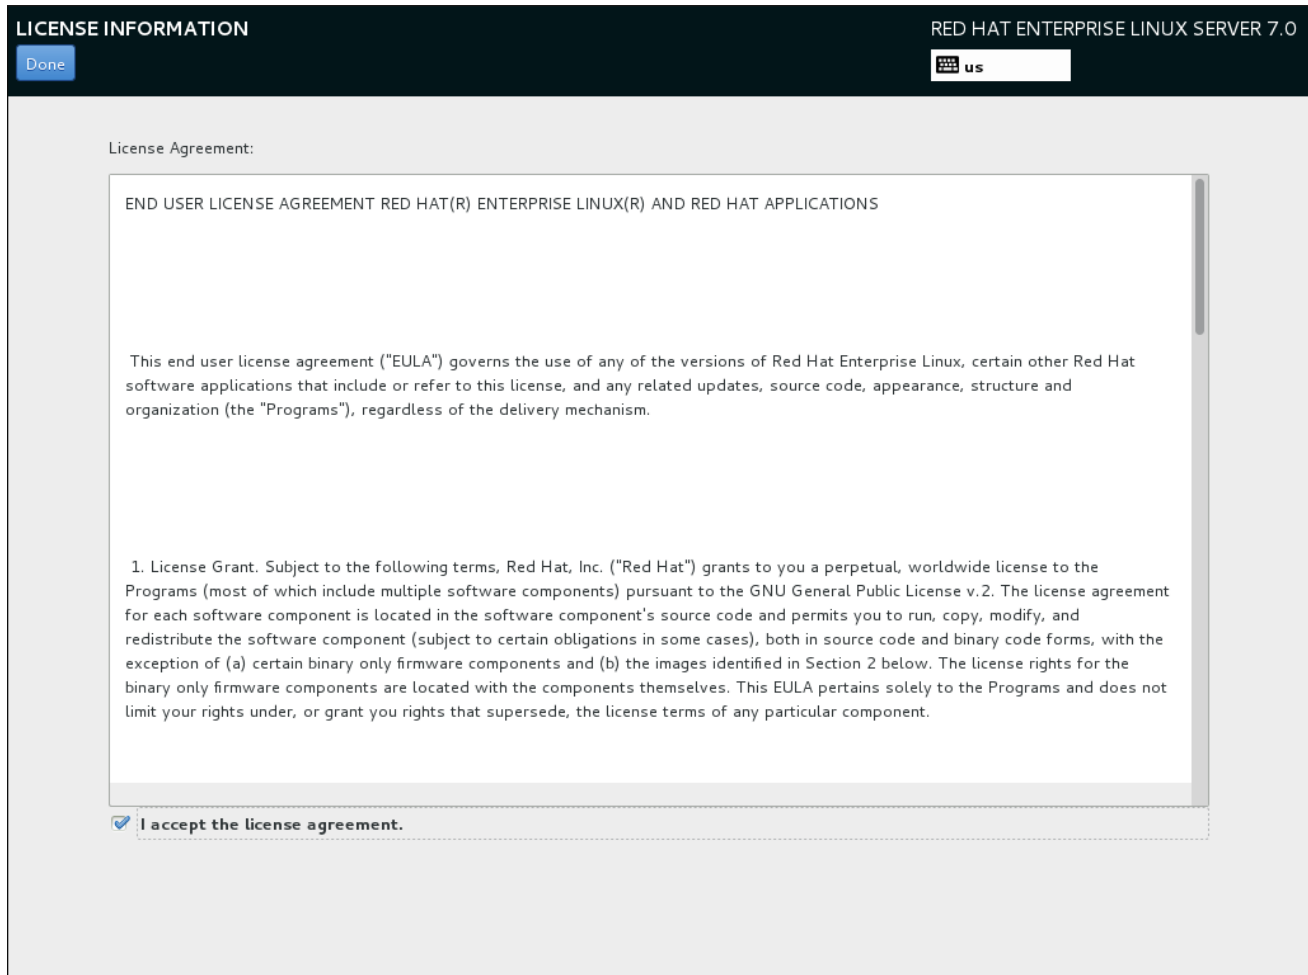 LICENSE INFORMATION
RED HAT ENTERPRISE LINUX SERVER 7.0
Done
us
License Agreement:
END USER LICENSE AGREEMENT RED HAT(R) ENTERPRISE LINUX(R) AND RED HAT APPLICATIONS
This end user license agreement ("EULA") governs the use of any of the versions of Red Hat Enterprise Linux, certain other Red Hat
software applications that include or refer to this license, and any related updates, source code, appearance, structure and
organization (the "Programs"), regardless of the delivery mechanism.
1. License Grant. Subject to the following terms, Red Hat, Inc. ("Red Hat") grants to you a perpetual, worldwide license to the
Programs (most of which include multiple software components) pursuant to the GNU General Public License v.2. The license agreement
for each software component is located in the software component's source code and permits you to run, copy, modify, and
redistribute the software component (subject to certain obligations in some cases), both in source code and binary code forms, with the
exception of (a) certain binary only firmware components and (b) the images identified in Section 2 below. The license rights for the
binary only firmware components are located with the components themselves. This EULA pertains solely to the Programs and does not
limit your rights under, or grant you rights that supersede, the license terms of any particular component.
I accept the license agreement.